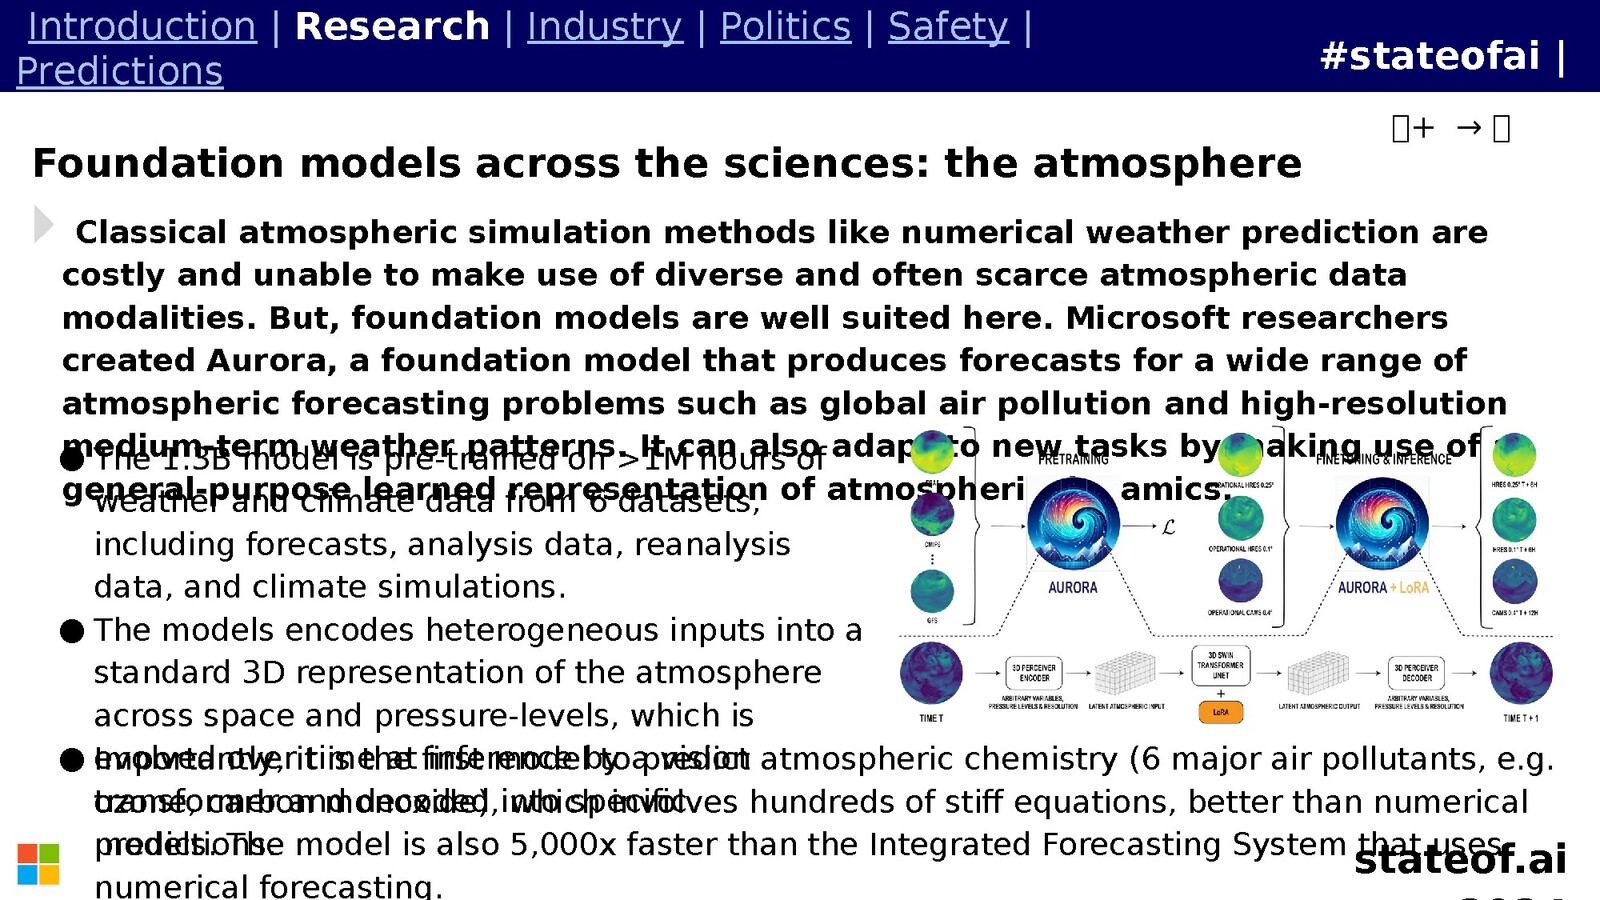 Introduction | Research | Industry | Politics | Safety |
Predictions
#stateofai |
+ →
Foundation models across the sciences: the atmosphere
Classical atmospheric simulation methods like numerical weather prediction are
costly and unable to make use of diverse and often scarce atmospheric data
modalities. But, foundation models are well suited here. Microsoft researchers
created Aurora, a foundation model that produces forecasts for a wide range of
atmospheric forecasting problems such as global air pollution and high-resolution
medium-term weather patterns. It can also adapt to new tasks by making use of
general-purpose learned representation of atmospheric amics.
● The 1.3B model is pre-trained on >1M hours of
weather and climate data from 6 datasets,
including forecasts, analysis data, reanalysis
data, and climate simulations.
● The models encodes heterogeneous inputs into a
standard 3D representation of the atmosphere
across space and pressure-levels, which is
evolved over time at inference by a vision
transformer and decoded into specific
predictions.
● Importantly, it is the first model to predict atmospheric chemistry (6 major air pollutants, e.g.
ozone, carbon monoxide), which involves hundreds of stiff equations, better than numerical
models. The model is also 5,000x faster than the Integrated Forecasting System that uses
numerical forecasting.
PRETRAINING
CMIP6
GFS
AURORA
ℒ
FINETUNING & INFERENCE
OPERATIONAL HRES 0.25°
OPERATIONAL HRES 0.1°
OPERATIONAL CAMS 0.4°
AURORA + LoRA
HRES 0.25° T + 6H
HRES 0.1° T + 6H
CAMS 0.4° T + 12H
TIME T
3D PERCEIVER
ENCODER
ARBITRARY VARIABLES,
PRESSURE LEVELS & RESOLUTION
LATENT ATMOSPHERIC INPUT
3D SWIN
TRANSFORMER
UNET
+
LoRA
LATENT ATMOSPHERIC OUTPUT
3D PERCEIVER
DECODER
ARBITRARY VARIABLES,
PRESSURE LEVELS & RESOLUTION
TIME T + 1
stateof.ai